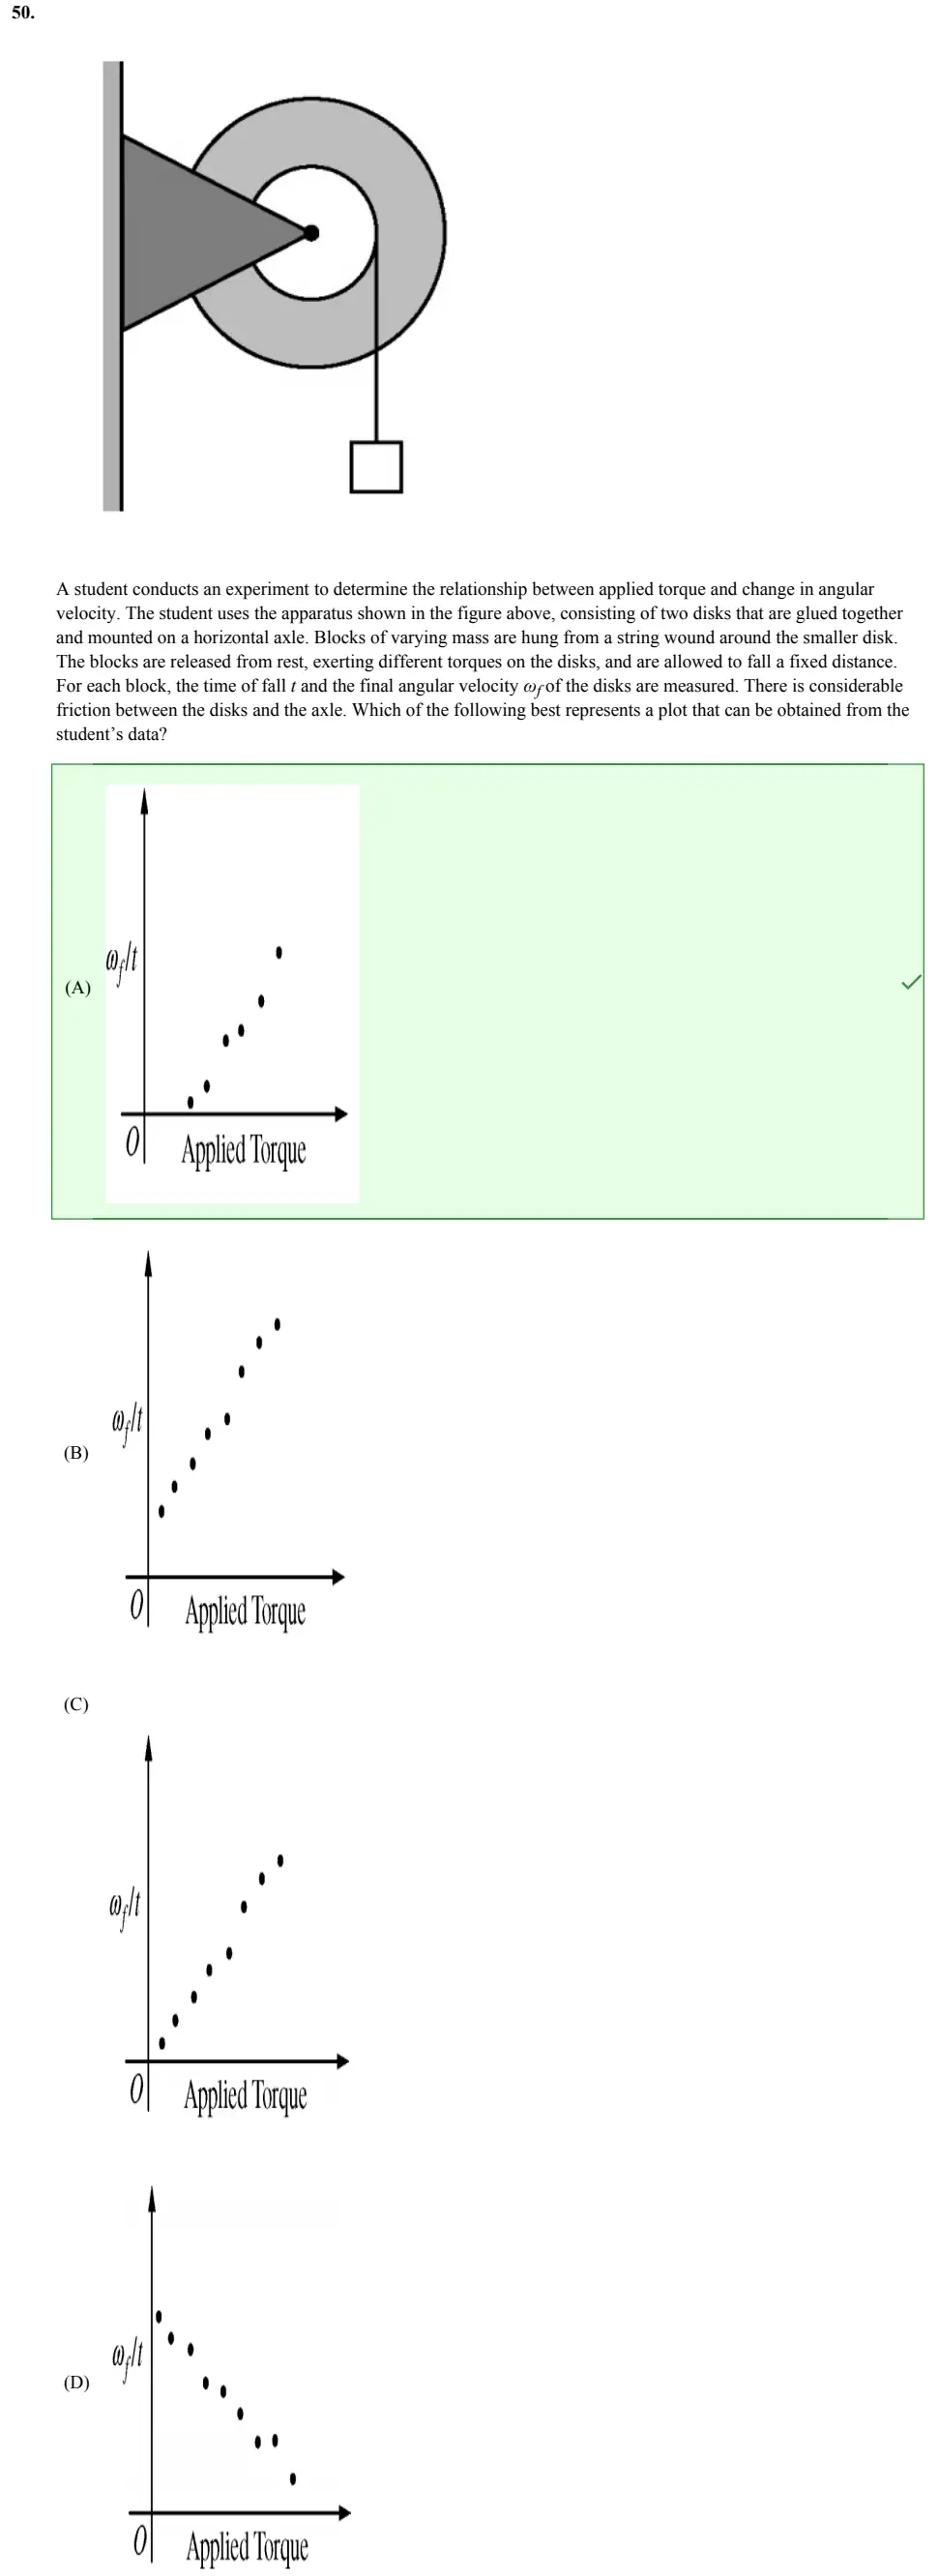 50.
A student conducts an experiment to determine the relationship between applied torque and change in angular
velocity. The student uses the apparatus shown in the figure above, consisting of two disks that are glued together
and mounted on a horizontal axle. Blocks of varying mass are hung from a string wound around the smaller disk.
The blocks are released from rest, exerting different torques on the disks, and are allowed to fall a fixed distance.
For each block, the time of fall t and the final angular velocity ωf of the disks are measured. There is considerable
friction between the disks and the axle. Which of the following best represents a plot that can be obtained from the
student’s data?
ωf/t
(A)
0
Applied Torque
ωf/t
(B)
0
Applied Torque
(C)
ωf/t
0
Applied Torque
ωf/t
(D)
0
Applied Torque